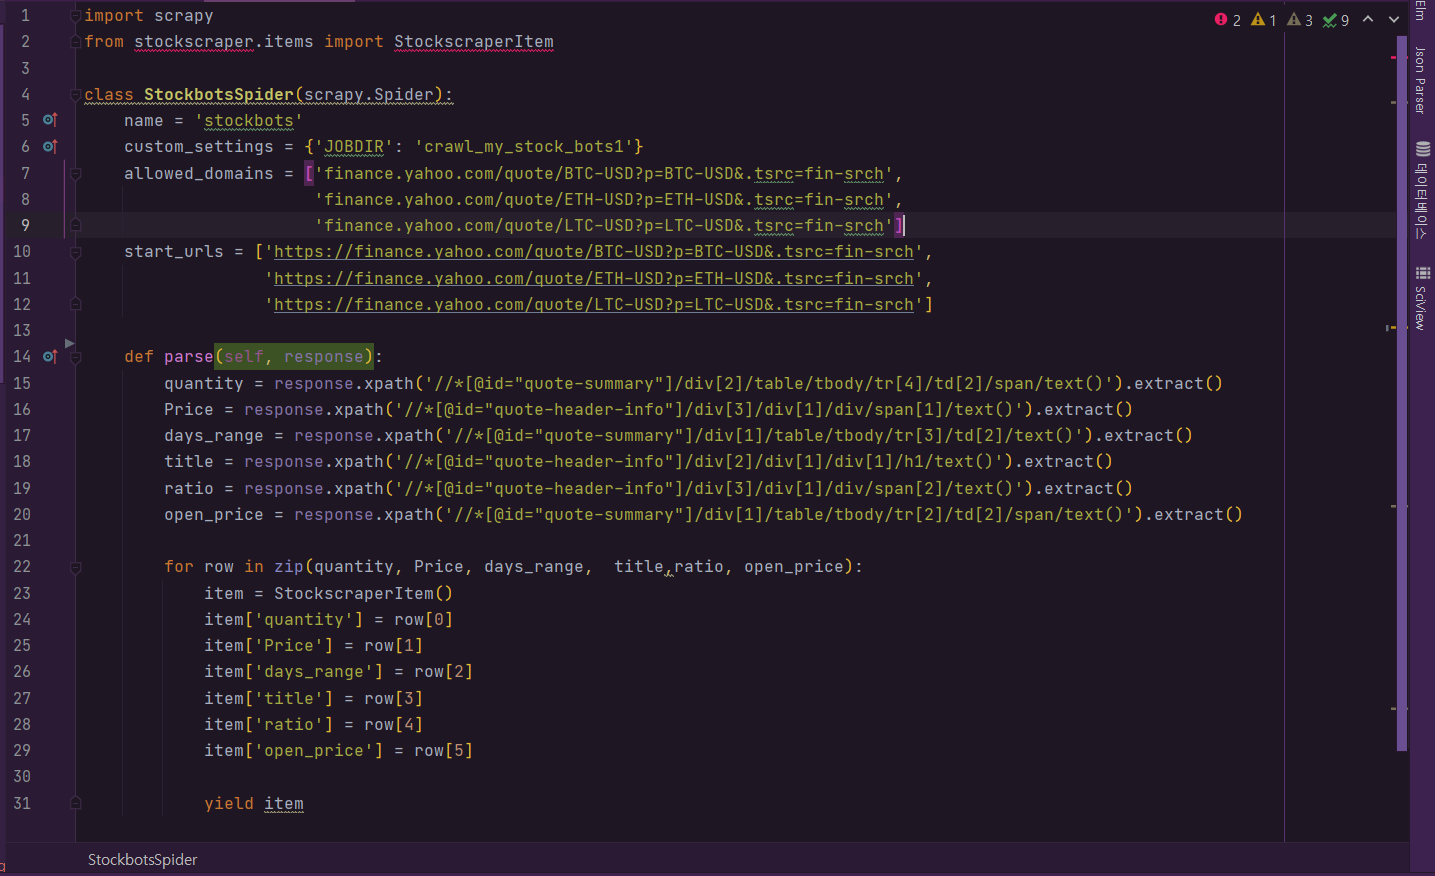 1 import scrapy
2 from stockscraper.items import StockscraperItem
3
4 class StockbotsSpider(scrapy.Spider):
5     name = 'stockbots'
6     custom_settings = {'JOBDIR': 'crawl_my_stock_bots1'}
7     allowed_domains = ['finance.yahoo.com/quote/BTC-USD?p=BTC-USD&.tsrc=fin-srch',
8                        'finance.yahoo.com/quote/ETH-USD?p=ETH-USD&.tsrc=fin-srch',
9                        'finance.yahoo.com/quote/LTC-USD?p=LTC-USD&.tsrc=fin-srch']
10     start_urls = ['https://finance.yahoo.com/quote/BTC-USD?p=BTC-USD&.tsrc=fin-srch',
11                   'https://finance.yahoo.com/quote/ETH-USD?p=ETH-USD&.tsrc=fin-srch',
12                   'https://finance.yahoo.com/quote/LTC-USD?p=LTC-USD&.tsrc=fin-srch']
13
14     def parse(self, response):
15         quantity = response.xpath('//*[@id="quote-summary"]/div[2]/table/tbody/tr[4]/td[2]/span/text()').extract()
16         Price = response.xpath('//*[@id="quote-header-info"]/div[3]/div[1]/div/span[1]/text()').extract()
17         days_range = response.xpath('//*[@id="quote-summary"]/div[1]/table/tbody/tr[3]/td[2]/text()').extract()
18         title = response.xpath('//*[@id="quote-header-info"]/div[2]/div[1]/div[1]/h1/text()').extract()
19         ratio = response.xpath('//*[@id="quote-header-info"]/div[3]/div[1]/div/span[2]/text()').extract()
20         open_price = response.xpath('//*[@id="quote-summary"]/div[1]/table/tbody/tr[2]/td[2]/span/text()').extract()
21
22         for row in zip(quantity, Price, days_range,  title,ratio, open_price):
23             item = StockscraperItem()
24             item['quantity'] = row[0]
25             item['Price'] = row[1]
26             item['days_range'] = row[2]
27             item['title'] = row[3]
28             item['ratio'] = row[4]
29             item['open_price'] = row[5]
30
31             yield item
2 1 3 9
Elm
Json Parser
데이터베이스
SciView
StockbotsSpider